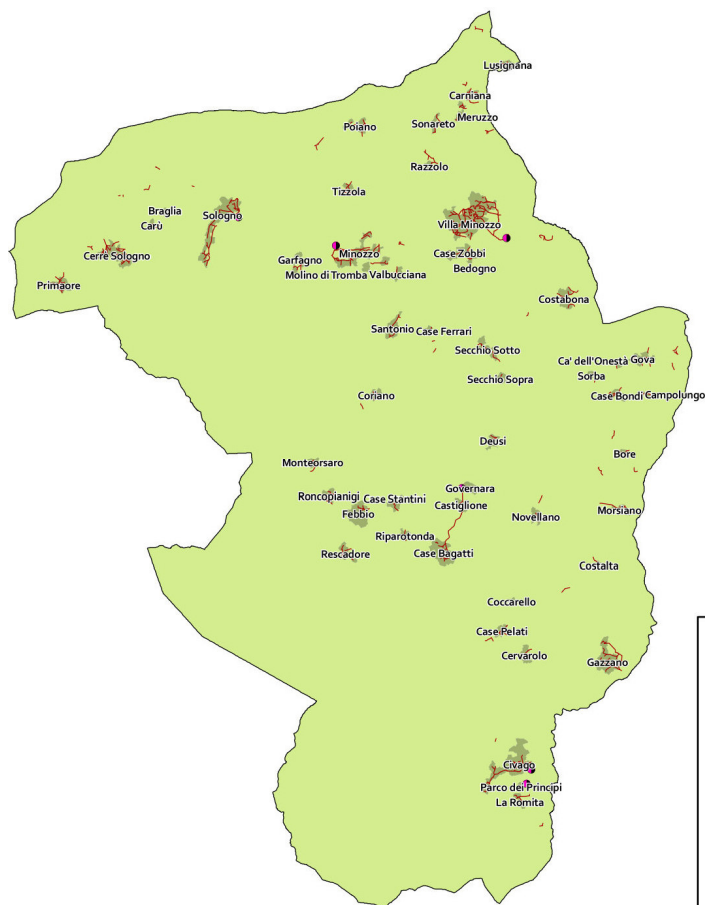 Lusignana
Carniana
Meruzzo
Poiano
Sonareto
Razzolo
Tizzola
Braglia
Sologno
Carù
Villa Minozzo
Cerrè Sologno
Minozzo
Case Zobbi
Garfagno
Bedogno
Molino di Tromba
Valbucciana
Primaore
Costabona
Santonio
Case Ferrari
Secchio Sotto
Ca' dell'Onestà
Gova
Sorba
Secchio Sopra
Coriano
Case Bondi
Campolungo
Deusi
Bore
Monteorsaro
Governara
Roncopianigi
Case Stantini
Castiglione
Febbio
Novellano
Morsiano
Riparotonda
Rescadore
Case Bagatti
Costalta
Coccarello
Case Pelati
Cervarolo
Gazzano
Civago
Parco dei Principi
La Romita